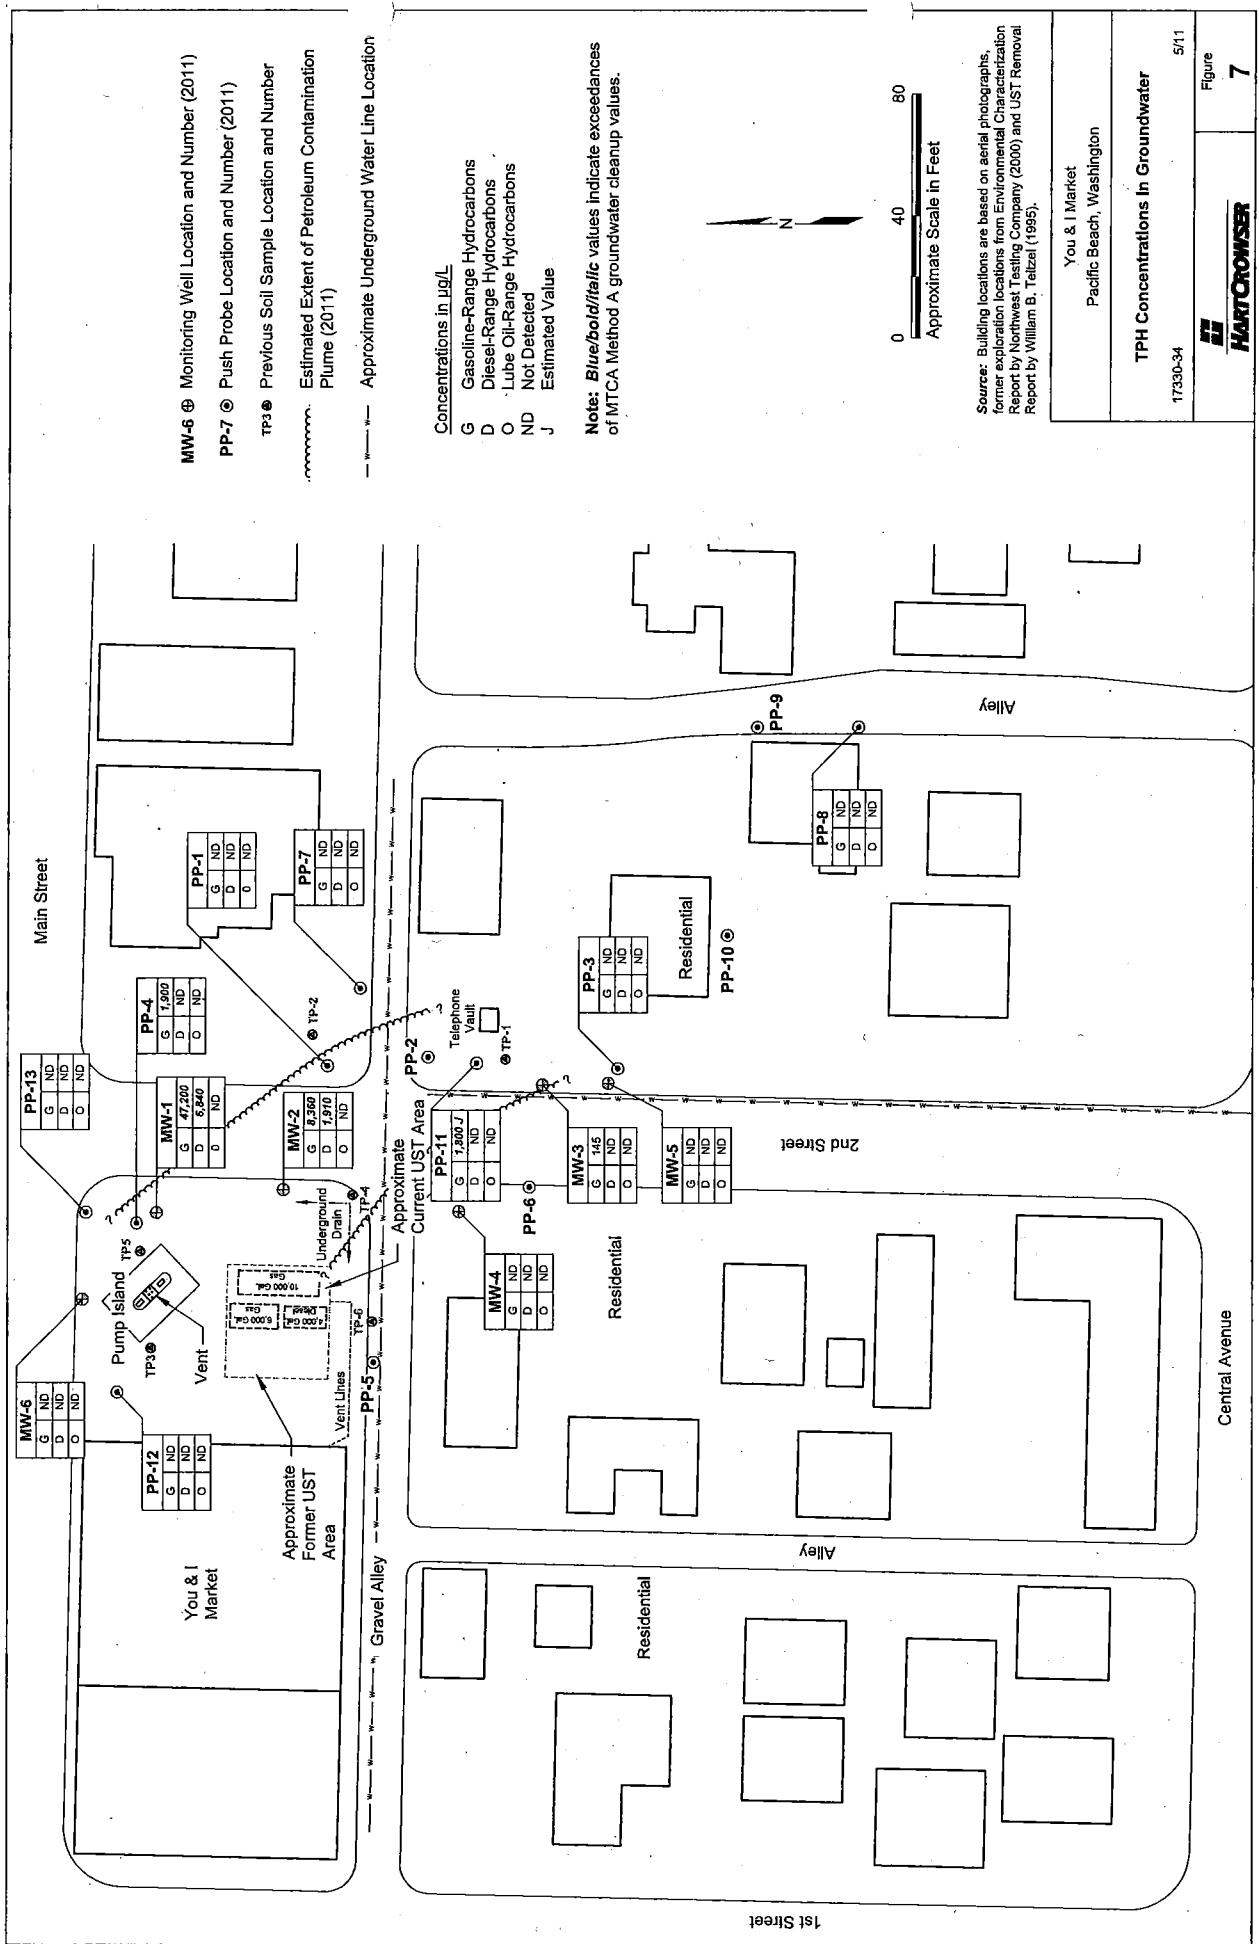 Main Street
PP-13
G ND
D ND
O ND
MW-6
G ND
D ND
O ND
PP-4
G 1,900
D ND
O ND
PP-12
G ND
D ND
O ND
MW-1
G 47,200
D 6,840
0 ND
PP-1
G ND
D ND
0 ND
MW-2
G 8,360
D 1,910
O ND
PP-7
G ND
D ND
O ND
You & I
Market
Pump Island
TP5
TP3
Vent
TP-2
10,000 Gal.
Gas
6,000 Gal.
Gas
4,000 Gal.
Diesel
Underground
Drain
TP-4
TP-6
PP-5
Vent Lines
Approximate
Former UST
Area
Approximate
Current UST Area
?
?
?
?
Gravel Alley
w
PP-2
Telephone
Vault
TP-1
PP-11
G 1,800 J
D ND
O ND
PP-6
MW-4
G ND
D ND
O ND
MW-3
G 145
D ND
O ND
MW-5
G ND
D ND
O ND
PP-3
G ND
D ND
O ND
Residential
PP-10
PP-9
PP-8
G ND
D ND
O ND
Residential
Residential
1st Street
Alley
2nd Street
Alley
Central Avenue
MW-6 Monitoring Well Location and Number (2011)
PP-7 Push Probe Location and Number (2011)
TP3 Previous Soil Sample Location and Number
Estimated Extent of Petroleum Contamination
Plume (2011)
w w Approximate Underground Water Line Location
Concentrations in µg/L
G Gasoline-Range Hydrocarbons
D Diesel-Range Hydrocarbons
O Lube Oil-Range Hydrocarbons
ND Not Detected
J Estimated Value
Note: Blue/bold/italic values indicate exceedances
of MTCA Method A groundwater cleanup values.
N
0 40 80
Approximate Scale in Feet
Source: Building locations are based on aerial photographs,
former exploration locations from Environmental Characterization
Report by Northwest Testing Company (2000) and UST Removal
Report by William B. Teitzel (1995).
You & I Market
Pacific Beach, Washington
TPH Concentrations In Groundwater
17330-34 5/11
HARTCROWSER
Figure
7